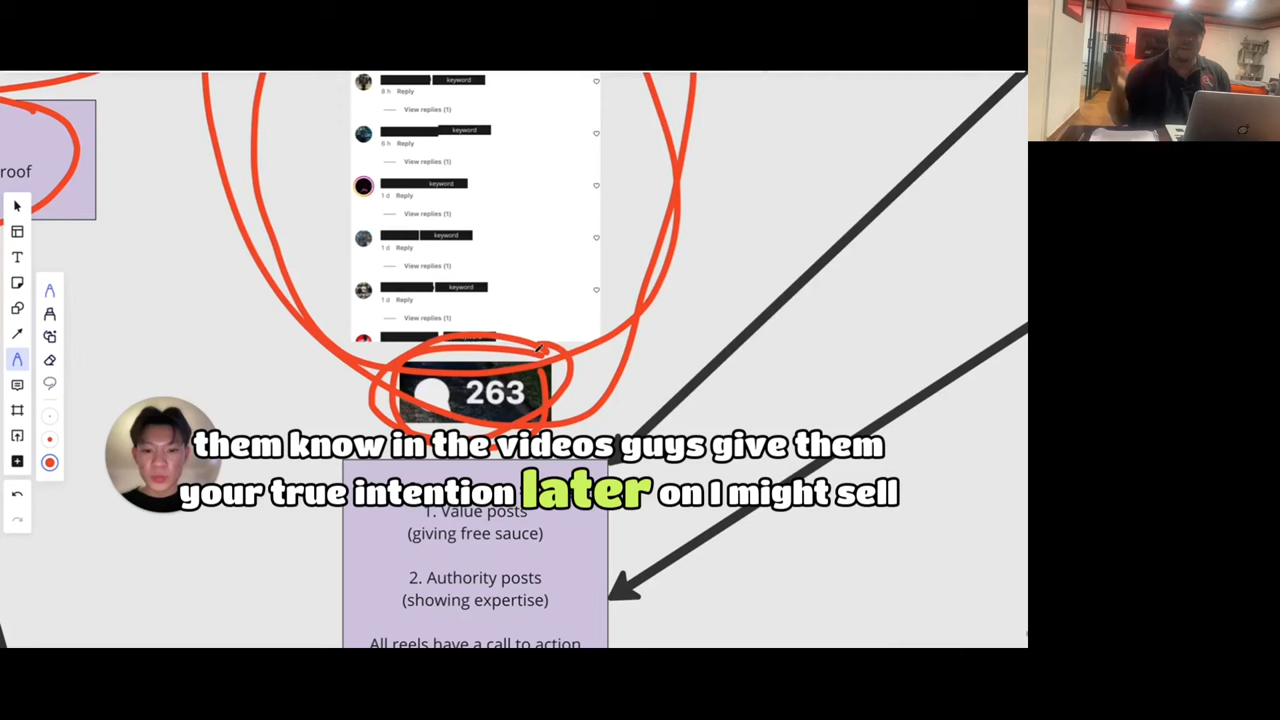 keyword
8 h Reply
View replies (1)
keyword
6 h Reply
View replies (1)
roof
keyword
1 d Reply
View replies (1)
keyword
1 d Reply
View replies (1)
keyword
1 d Reply
View replies (1)
263
them know in the videos guys give them
your true intention later on I might sell
1. Value posts
(giving free sauce)
2. Authority posts
(showing expertise)
All reels have a call to action